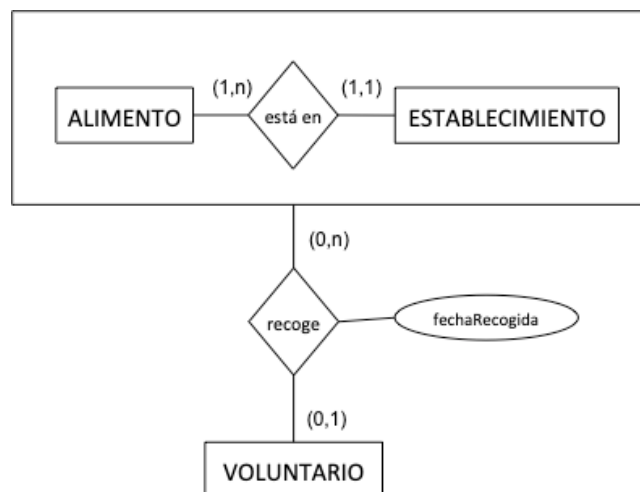 (1,n)
(1,1)
ALIMENTO
está en
ESTABLECIMIENTO
(0,n)
recoge
fechaRecogida
(0,1)
VOLUNTARIO